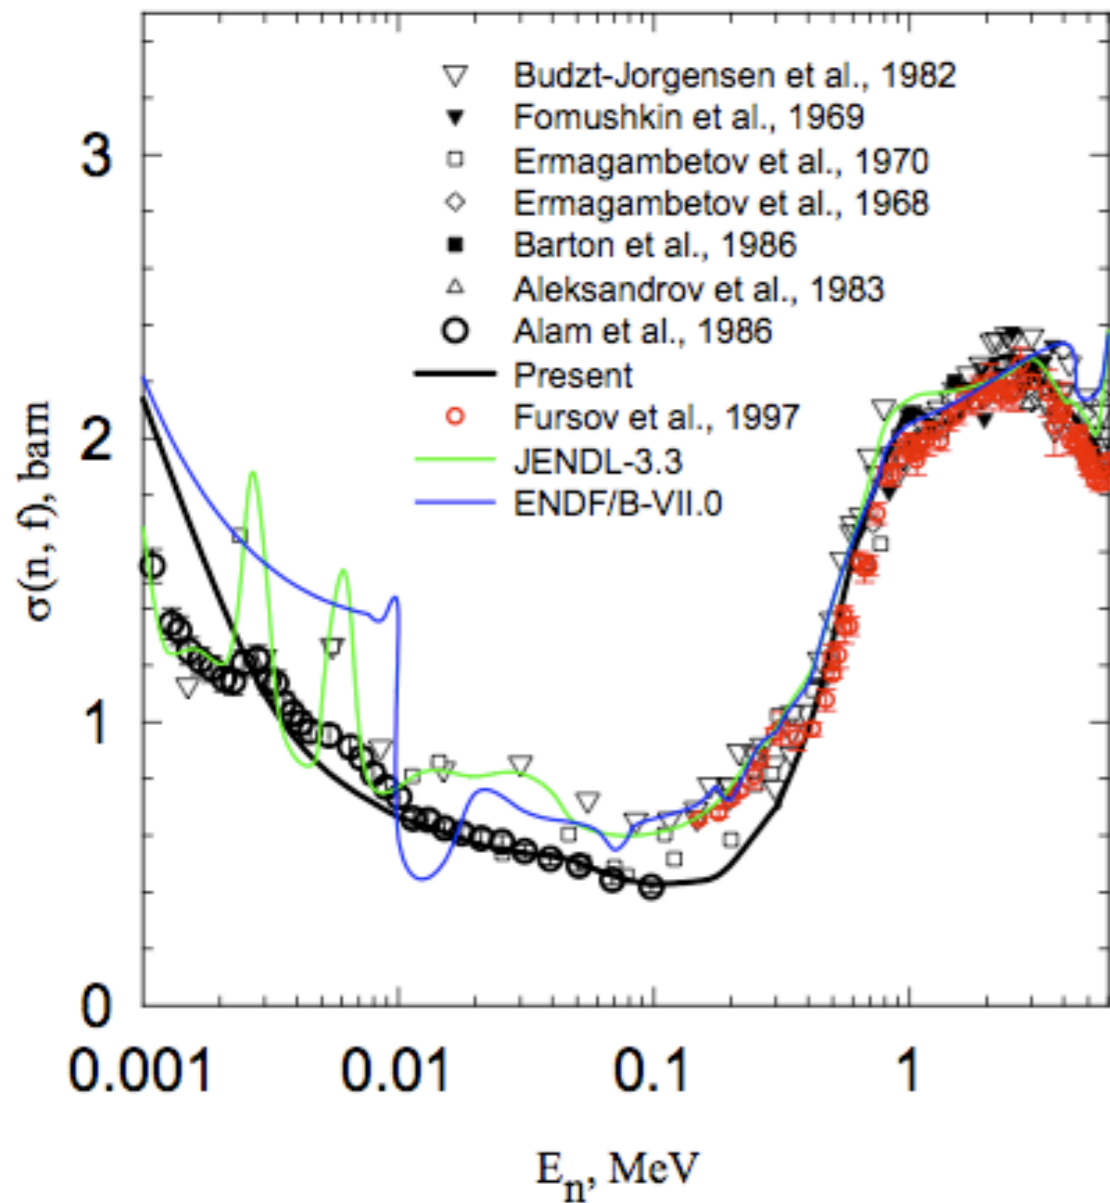 Budzt-Jorgensen et al., 1982
Fomushkin et al., 1969
Ermagambetov et al., 1970
Ermagambetov et al., 1968
Barton et al., 1986
Aleksandrov et al., 1983
Alam et al., 1986
Present
Fursov et al., 1997
JENDL-3.3
ENDF/B-VII.0
σ(n, f), barn
3
2
1
0
0.001 0.01 0.1 1
Eₙ, MeV